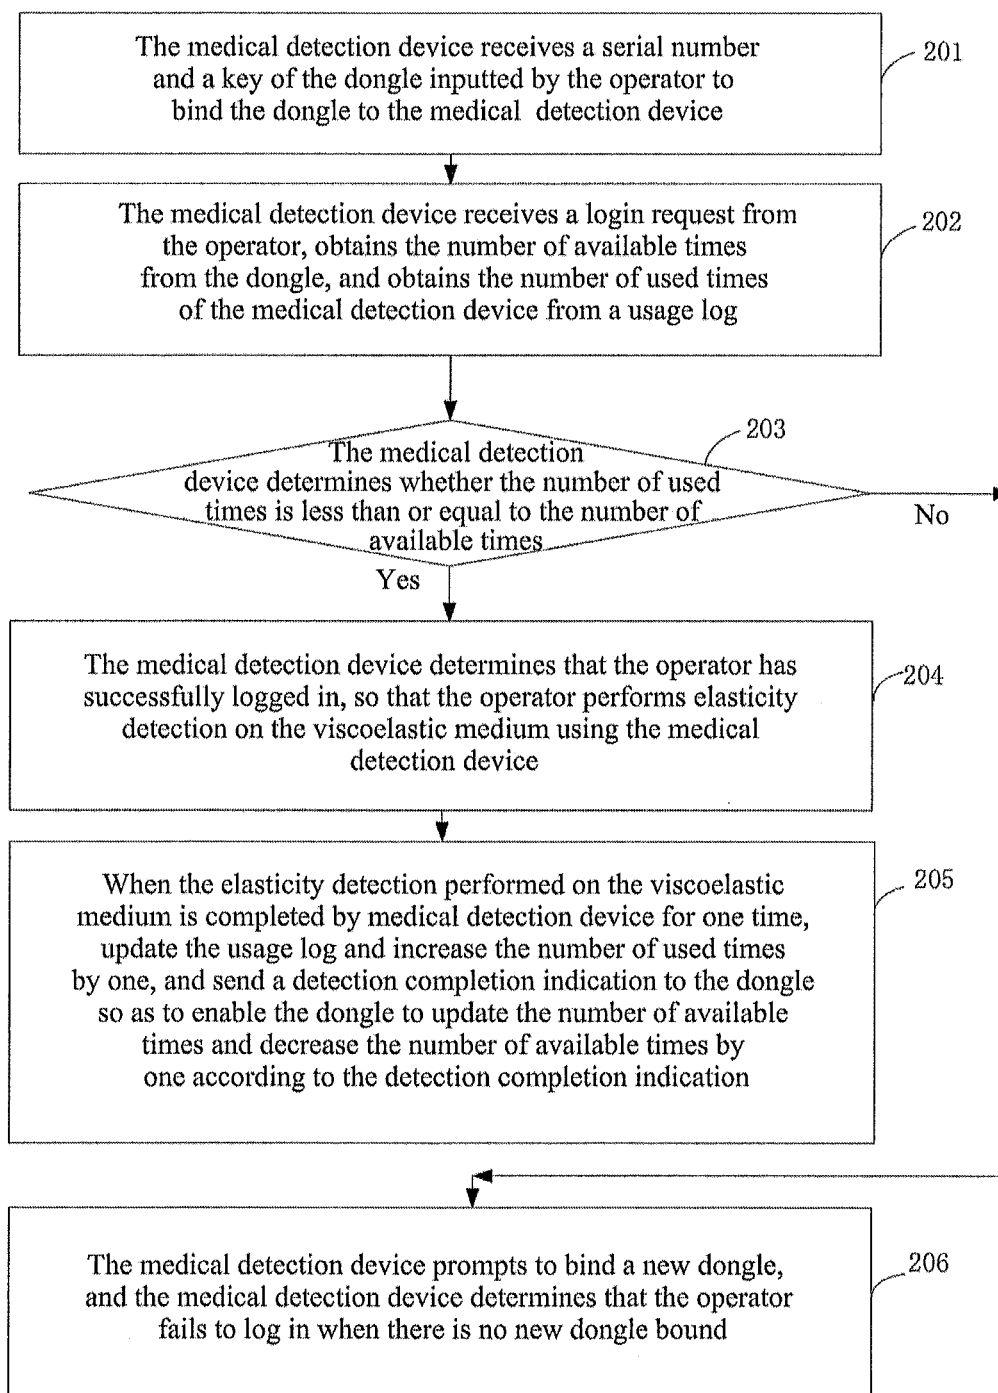 The medical detection device receives a serial number
and a key of the dongle inputted by the operator to
bind the dongle to the medical detection device
201
The medical detection device receives a login request from
the operator, obtains the number of available times
from the dongle, and obtains the number of used times
of the medical detection device from a usage log
202
203
The medical detection
device determines whether the number of used
times is less than or equal to the number of
available times
No
Yes
The medical detection device determines that the operator has
successfully logged in, so that the operator performs elasticity
detection on the viscoelastic medium using the medical
detection device
204
When the elasticity detection performed on the viscoelastic
medium is completed by medical detection device for one time,
update the usage log and increase the number of used times
by one, and send a detection completion indication to the dongle
so as to enable the dongle to update the number of available
times and decrease the number of available times by
one according to the detection completion indication
205
The medical detection device prompts to bind a new dongle,
and the medical detection device determines that the operator
fails to log in when there is no new dongle bound
206